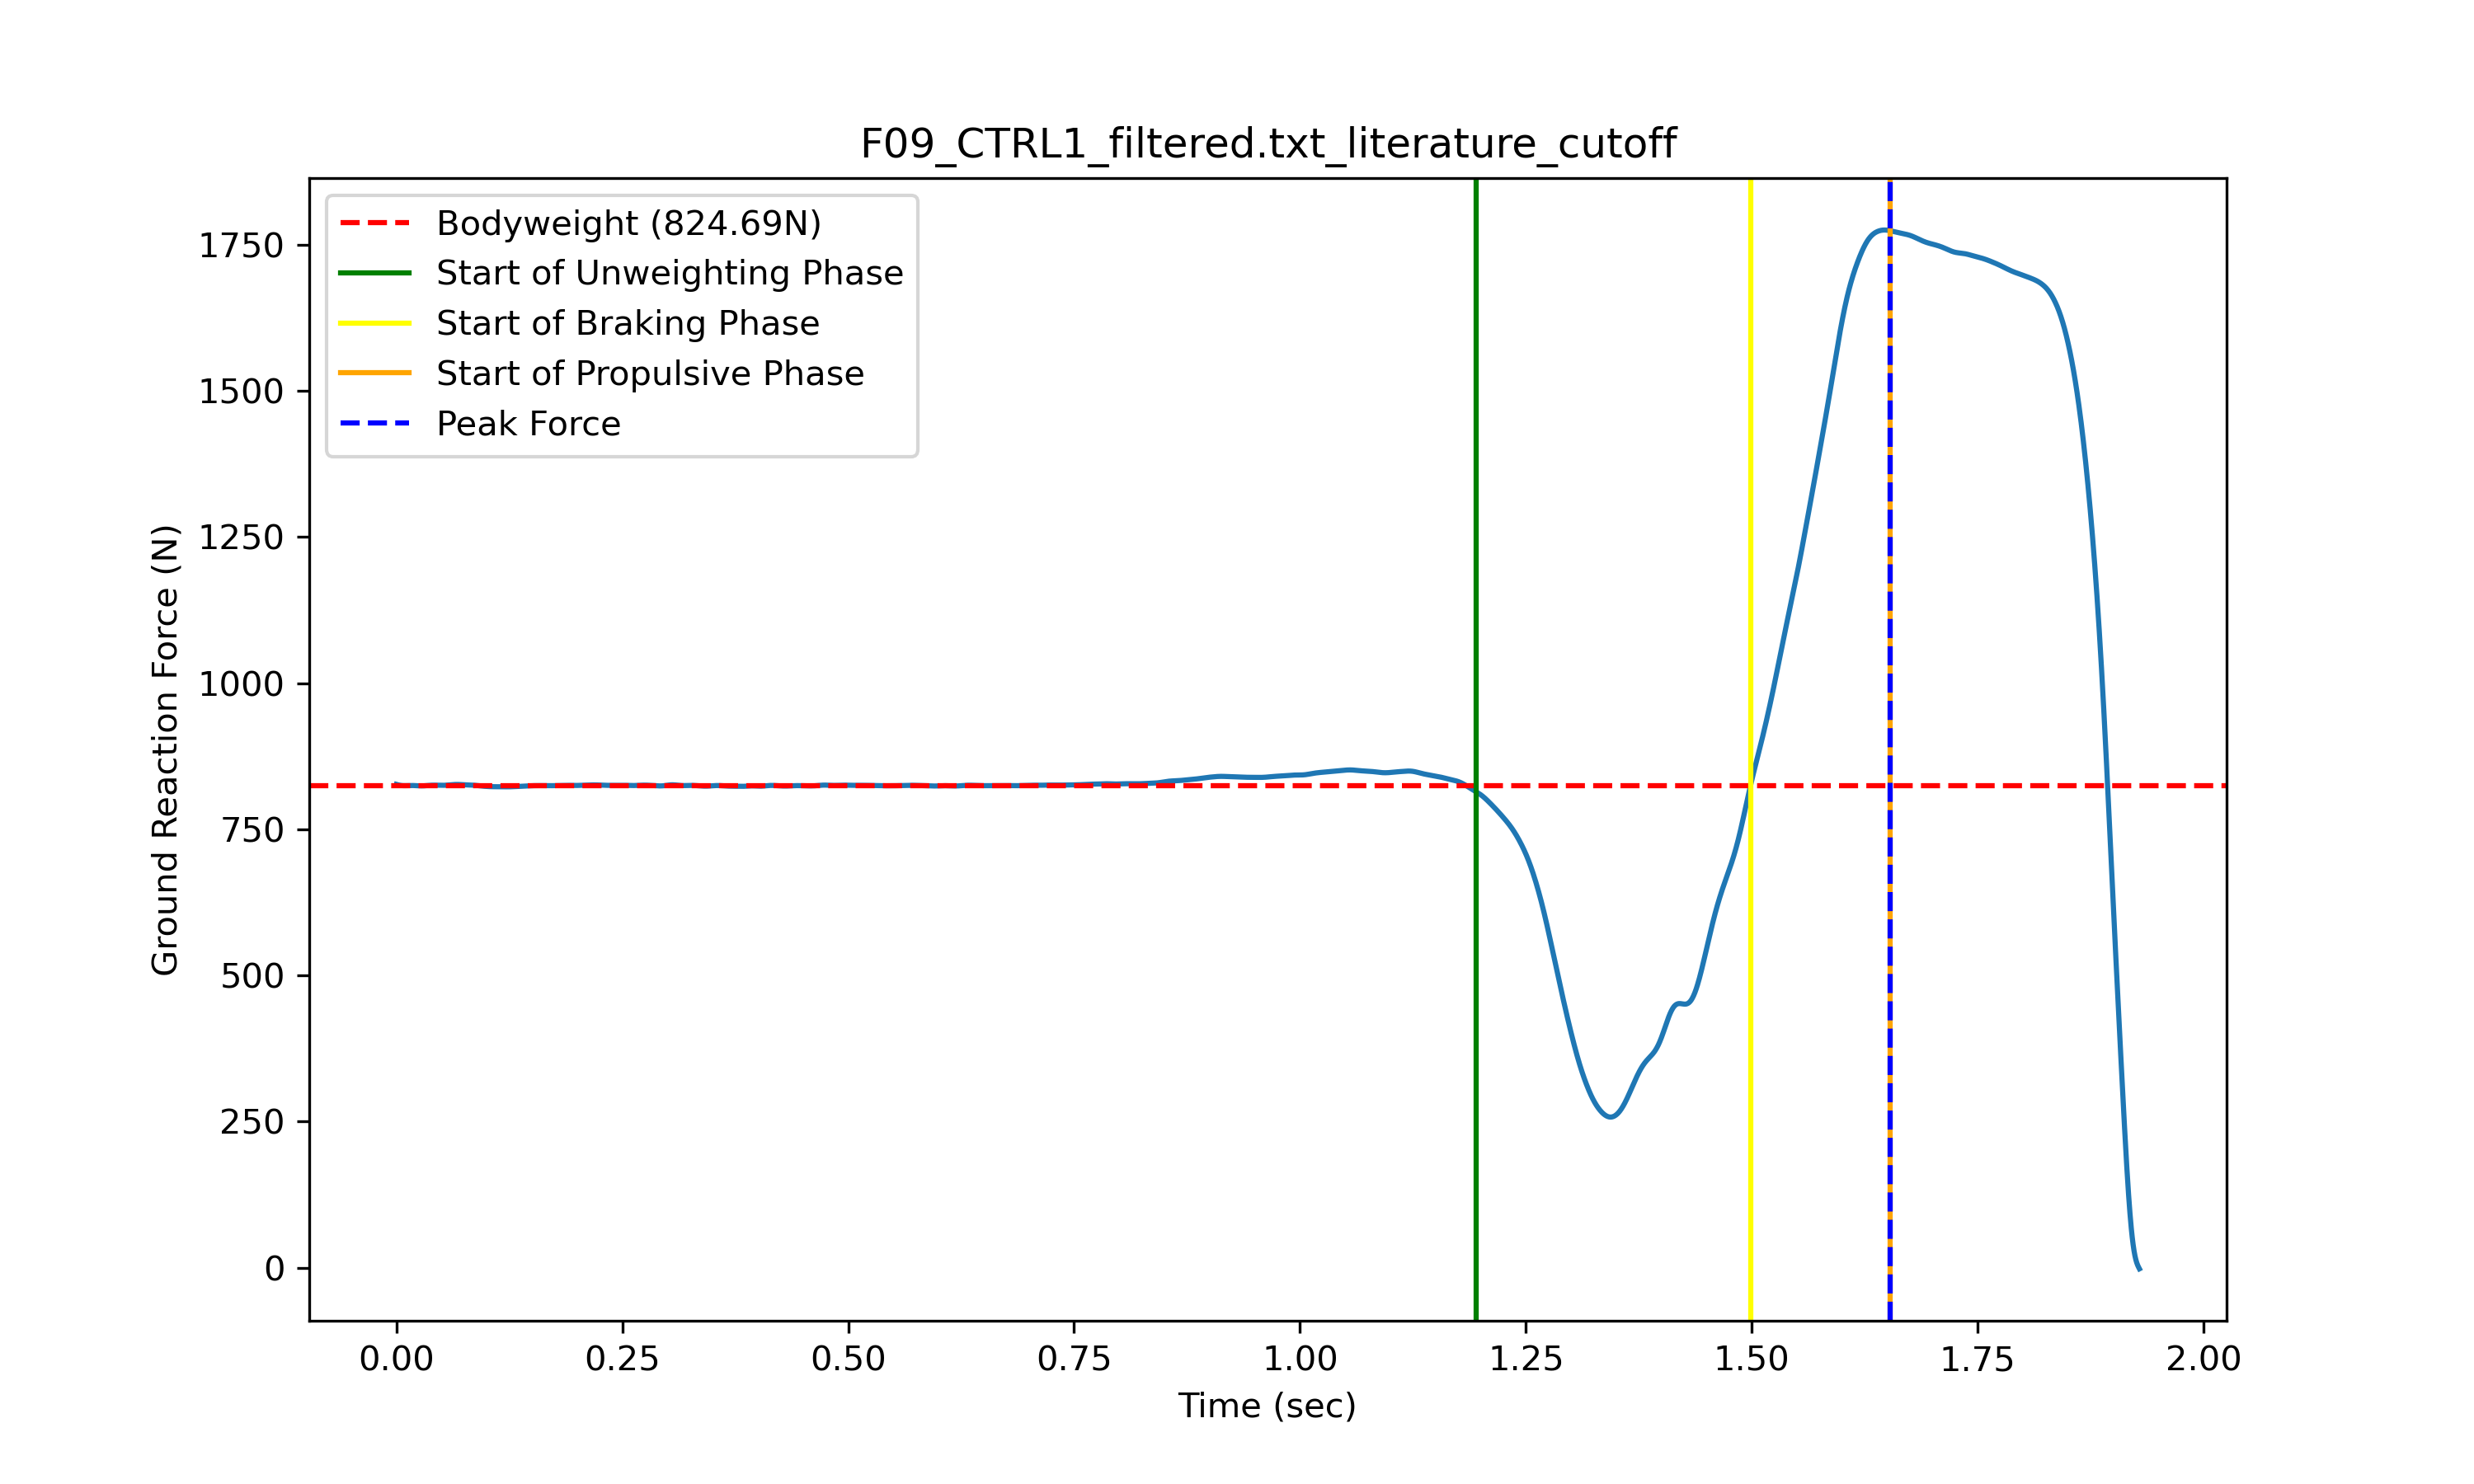 F09_CTRL1_filtered.txt_literature_cutoff
Bodyweight (824.69N)
Start of Unweighting Phase
Start of Braking Phase
Start of Propulsive Phase
Peak Force
Ground Reaction Force (N)
1750
1500
1250
1000
750
500
250
0
0.00 0.25 0.50 0.75 1.00 1.25 1.50 1.75 2.00
Time (sec)